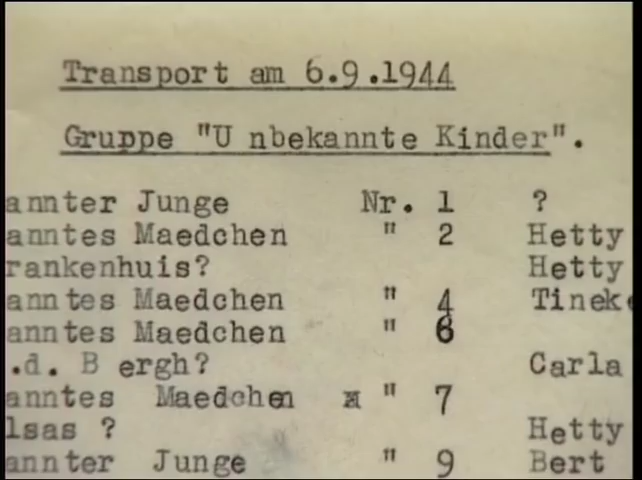 Transport am 6.9.1944
Gruppe "U nbekannte Kinder".
annter Junge Nr. 1 ?
anntes Maedchen " 2 Hetty
rankenhuis? Hetty
anntes Maedchen " 4 Tinek
anntes Maedchen " 6
.d. B ergh? Carla
anntes Maedchen x " 7
lsas ? Hetty
annter Junge " 9 Bert